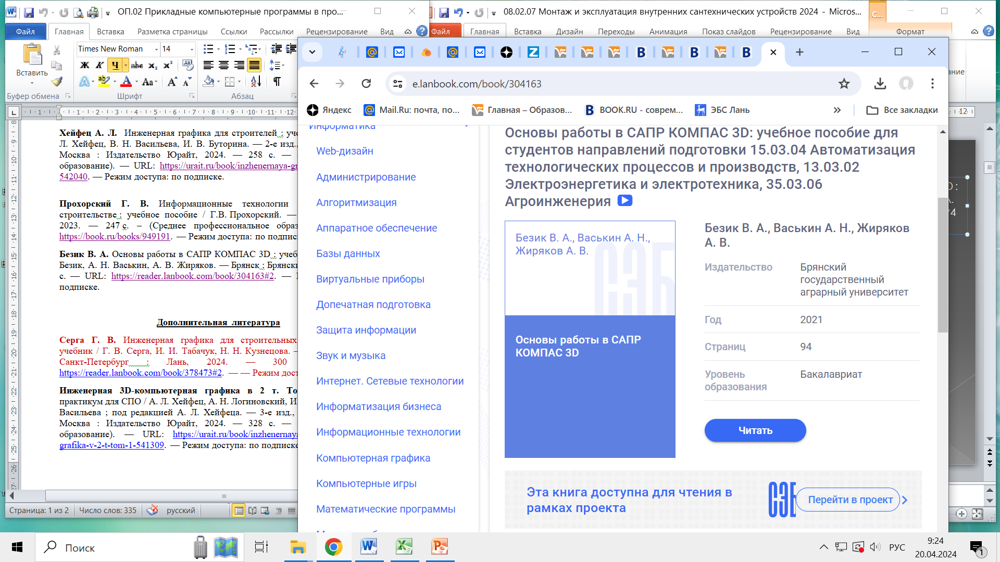 ОП.02 Прикладные компьютерные программы в про...
08.02.07 Монтаж и эксплуатация внутренних сантехнических устройств 2024 - Micros...
С...
Файл Главная Вставка Разметка страницы Ссылки Рассылки Рецензирование Вид
Файл Главная Вставка Дизайн Переходы Анимация Показ слайдов Рецензирование Вид Формат
Times New Roman 14
Вставить
Буфер обмена Шрифт Абзац
e.lanbook.com/book/304163
Яндекс Mail.Ru: почта, по... Главная – Образов... BOOK.RU - соврем... ЭБС Лань Все закладки
Хейфец А. Л. Инженерная графика для строителей : уче
Л. Хейфец, В. Н. Васильева, И. В. Буторина. — 2-е изд.,
Москва : Издательство Юрайт, 2024. — 258 с. —
образование). — URL: https://urait.ru/book/inzhenernaya-gr
542040. — Режим доступа: по подписке.
Прохорский Г. В. Информационные технологии
строительстве : учебное пособие / Г.В. Прохорский. —
2023. — 247 с. – (Среднее профессиональное образ
https://book.ru/books/949191. — Режим доступа: по подпис
Безик В. А. Основы работы в САПР КОМПАС 3D : учеб
Безик, А. Н. Васькин, А. В. Жиряков. — Брянск : Брянски
с. — URL: https://reader.lanbook.com/book/304163#2. —
подписке.
Дополнительная литература
Серга Г. В. Инженерная графика для строительных
учебник / Г. В. Серга, И. И. Табачук, Н. Н. Кузнецова. —
Санкт-Петербург : Лань, 2024. — 300
https://reader.lanbook.com/book/378473#2. — — Режим дост
Инженерная 3D-компьютерная графика в 2 т. То
практикум для СПО / А. Л. Хейфец, А. Н. Логиновский, И.
Васильева ; под редакцией А. Л. Хейфеца. — 3-е изд.,
Москва : Издательство Юрайт, 2024. — 328 с. —
образование). — URL: https://urait.ru/book/inzhenernaya
grafika-v-2-t-tom-1-541309. — Режим доступа: по подписке
Страница: 1 из 2 Число слов: 335 русский
Информатика
Web-дизайн
Администрирование
Алгоритмизация
Аппаратное обеспечение
Базы данных
Виртуальные приборы
Допечатная подготовка
Защита информации
Звук и музыка
Интернет. Сетевые технологии
Информатизация бизнеса
Информационные технологии
Компьютерная графика
Компьютерные игры
Математические программы
Основы работы в САПР КОМПАС 3D: учебное пособие для
студентов направлений подготовки 15.03.04 Автоматизация
технологических процессов и производств, 13.03.02
Электроэнергетика и электротехника, 35.03.06
Агроинженерия
Безик В. А., Васькин А. Н.,
Жиряков А. В.
СЭБ
Основы работы в САПР
КОМПАС 3D
Безик В. А., Васькин А. Н., Жиряков
А. В.
Издательство Брянский
государственный
аграрный университет
Год 2021
Страниц 94
Уровень
образования Бакалавриат
Читать
Эта книга доступна для чтения в
рамках проекта
СЭБ
Перейти в проект
Поиск
РУС
9:24
20.04.2024
1